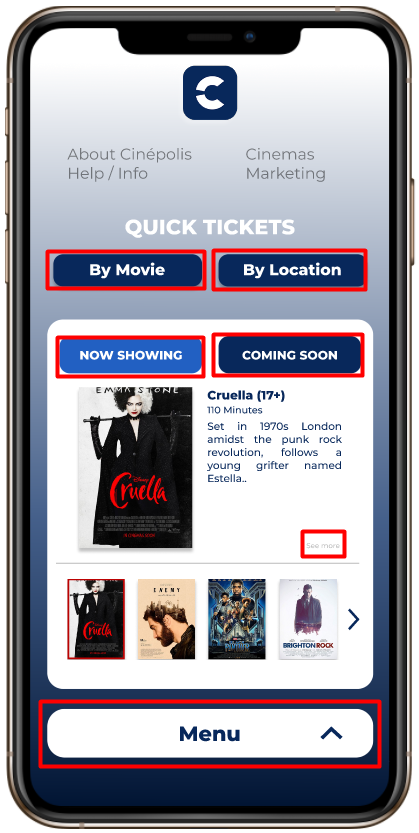 About Cinépolis
Cinemas
Help / Info
Marketing
QUICK TICKETS
By Movie
By Location
NOW SHOWING
COMING SOON
EMMA STONE
Disney
Cruella
Cruella (17+)
110 Minutes
Set in 1970s London
amidst the punk rock
revolution, follows a
young grifter named
Estella..
See more
Cruella
ENEMY
BRIGHTON ROCK
Menu